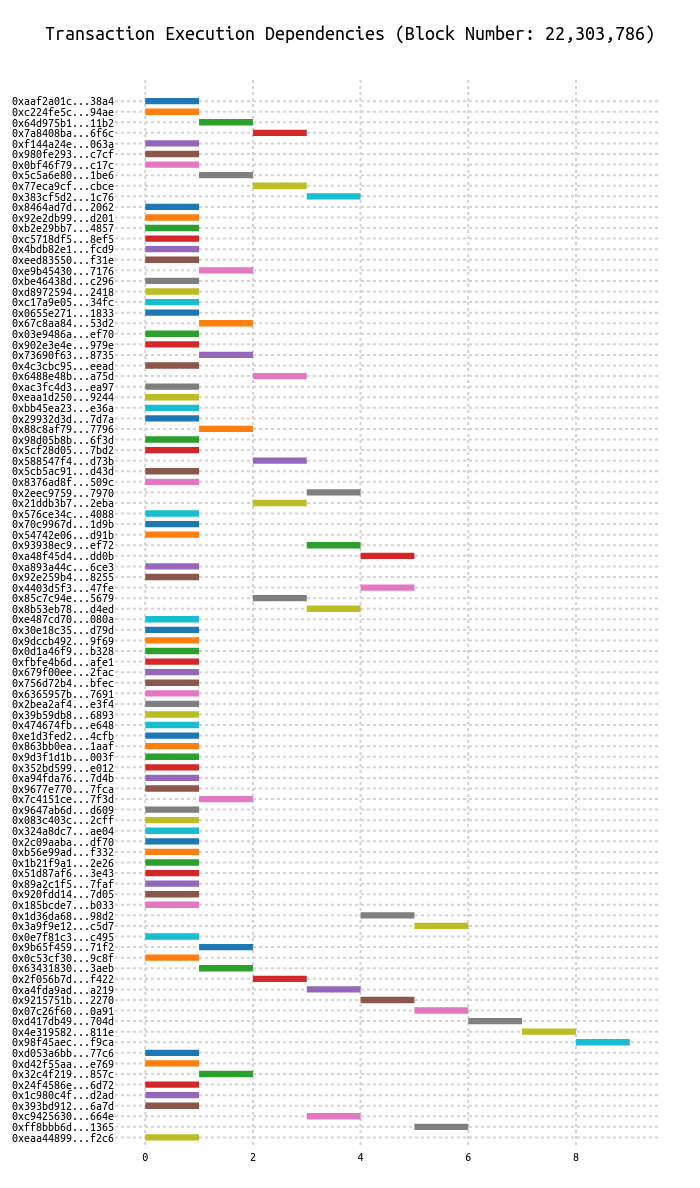 Transaction Execution Dependencies (Block Number: 22,303,786)
0xaaf2a01c...38a4
0xc224fe5c...94ae
0x64d975b1...11b2
0x7a8408ba...6f6c
0xf144a24e...063a
0x980fe293...c7cf
0x0bf46f79...c17c
0x5c5a6e80...1be6
0x77eca9cf...cbce
0x383cf5d2...1c76
0x8464ad7d...2062
0x92e2db99...d201
0xb2e29bb7...4857
0xc5718df5...8ef5
0x4bdb82e1...fcd9
0xeed83550...f31e
0xe9b45430...7176
0xbe46438d...c296
0xd8972594...2418
0xc17a9e05...34fc
0x0655e271...1833
0x67c8aa84...53d2
0x03e9486a...ef70
0x902e3e4e...979e
0x73690f63...8735
0x4c3cbc95...eead
0x6488e48b...a75d
0xac3fc4d3...ea97
0xeaa1d250...9244
0xbb45ea23...e36a
0x29932d3d...7d7a
0x88c8af79...7796
0x98d05b8b...6f3d
0x5cf28d05...7bd2
0x588547f4...d73b
0x5cb5ac91...d43d
0x8376ad8f...509c
0x2eec9759...7970
0x21ddb3b7...2eba
0x576ce34c...4088
0x70c9967d...1d9b
0x54742e06...d91b
0x93938ec9...ef72
0xa48f45d4...dd0b
0xa893a44c...6ce3
0x92e259b4...8255
0x4403d5f3...47fe
0x85c7c94e...5679
0x8b53eb78...d4ed
0xe487cd70...080a
0x30e18c35...d79d
0x9dccb492...9f69
0x0d1a46f9...b328
0xfbfe4b6d...afe1
0x679f00ee...2fac
0x756d72b4...bfec
0x6365957b...7691
0x2bea2af4...e3f4
0x39b59db8...6893
0x474674fb...e648
0xe1d3fed2...4cfb
0x863bb0ea...1aaf
0x9d3f1d1b...003f
0x352bd599...e012
0xa94fda76...7d4b
0x9677e770...7fca
0x7c4151ce...7f3d
0x9647ab6d...d609
0x083c403c...2cff
0x324a8dc7...ae04
0x2c09aaba...df70
0xb56e99ad...f332
0x1b21f9a1...2e26
0x51d87af6...3e43
0x89a2c1f5...7faf
0x920fdd14...7d05
0x185bcde7...b033
0x1d36da68...98d2
0x3a9f9e12...c5d7
0x0e7f81c3...c495
0x9b65f459...71f2
0x0c53cf30...9c8f
0x63431830...3aeb
0x2f056b7d...f422
0xa4fda9ad...a219
0x9215751b...2270
0x07c26f60...0a91
0xd417db49...704d
0x4e319582...811e
0x98f45aec...f9ca
0xd053a6bb...77c6
0xd42f55aa...e769
0x32c4f219...857c
0x24f4586e...6d72
0x1c980c4f...d2ad
0x393bd912...6a7d
0xc9425630...664e
0xff8bbb6d...1365
0xeaa44899...f2c6
0 2 4 6 8